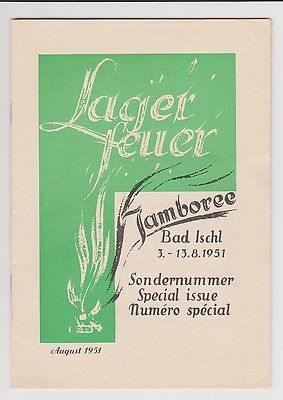 Lager
feuer
Jamboree
Bad Ischl
3.-13.8.1951
Sondernummer
Special issue
Numéro spécial
August 1951